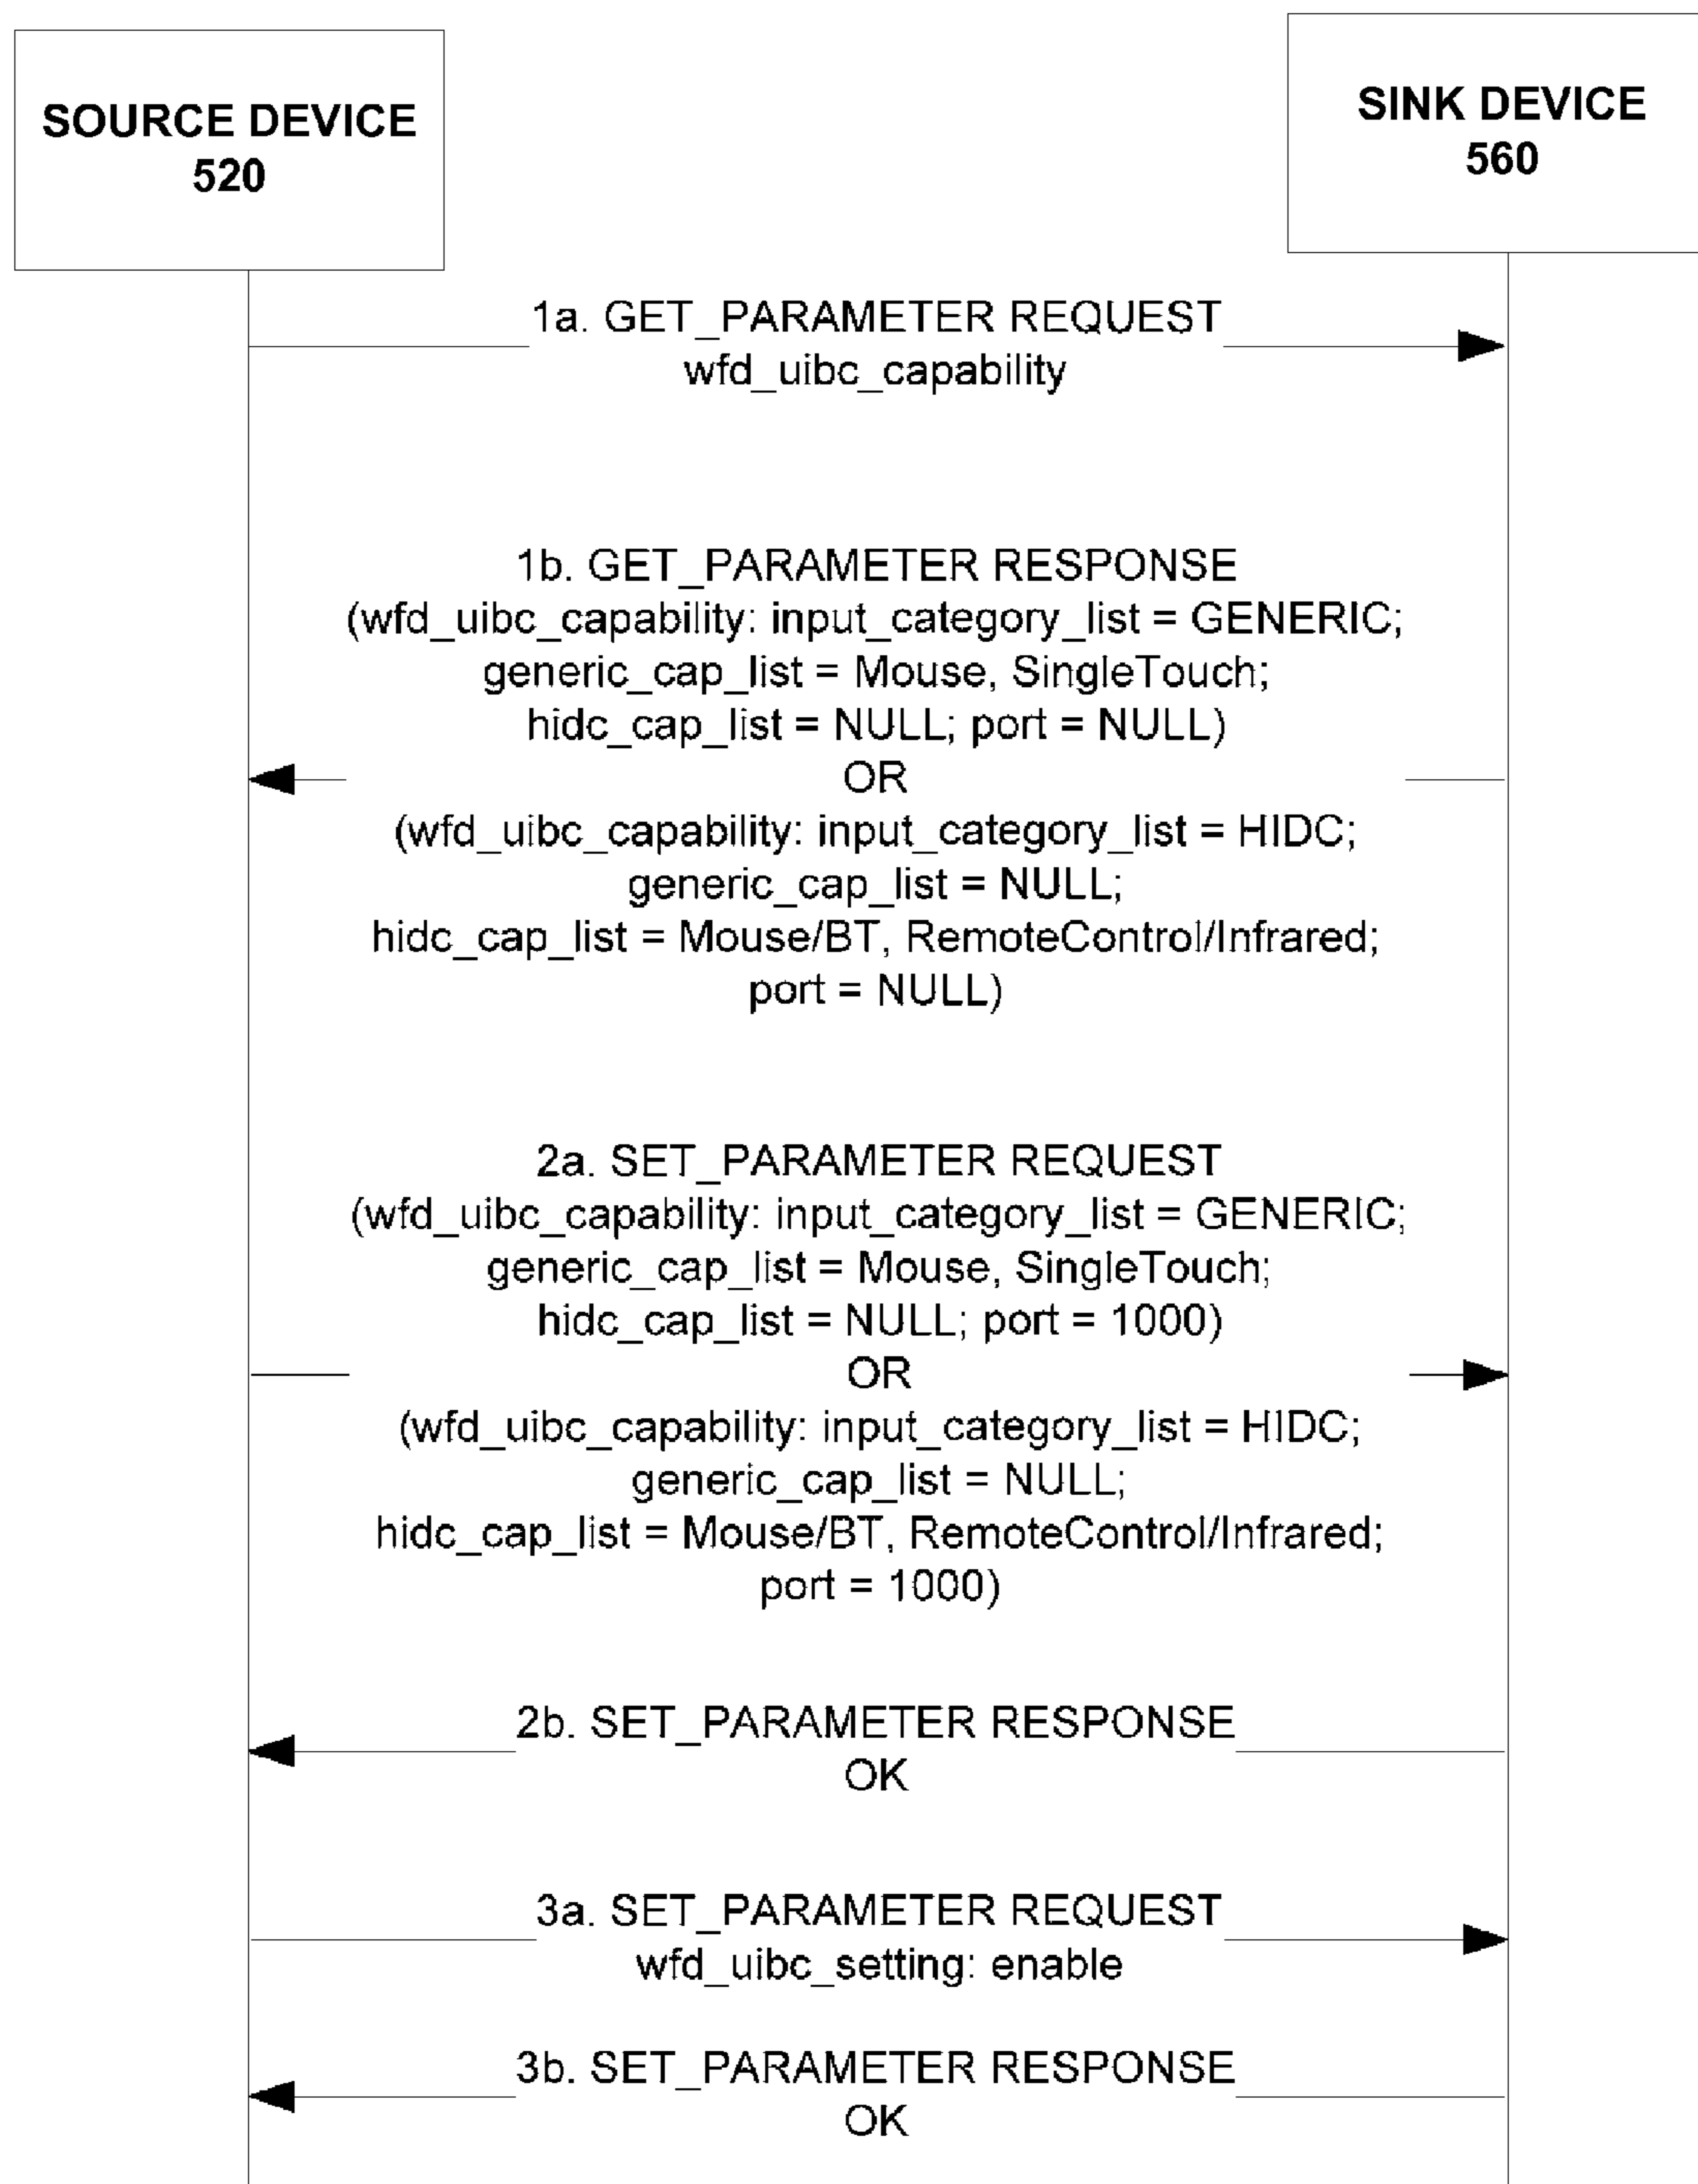 SOURCE DEVICE
520
SINK DEVICE
560
1a. GET_PARAMETER REQUEST
wfd_uibc_capability
1b. GET_PARAMETER RESPONSE
(wfd_uibc_capability: input_category_list = GENERIC;
generic_cap_list = Mouse, SingleTouch;
hidc_cap_list = NULL; port = NULL)
OR
(wfd_uibc_capability: input_category_list = HIDC;
generic_cap_list = NULL;
hidc_cap_list = Mouse/BT, RemoteControl/Infrared;
port = NULL)
2a. SET_PARAMETER REQUEST
(wfd_uibc_capability: input_category_list = GENERIC;
generic_cap_list = Mouse, SingleTouch;
hidc_cap_list = NULL; port = 1000)
OR
(wfd_uibc_capability: input_category_list = HIDC;
generic_cap_list = NULL;
hidc_cap_list = Mouse/BT, RemoteControl/Infrared;
port = 1000)
2b. SET_PARAMETER RESPONSE
OK
3a. SET_PARAMETER REQUEST
wfd_uibc_setting: enable
3b. SET_PARAMETER RESPONSE
OK